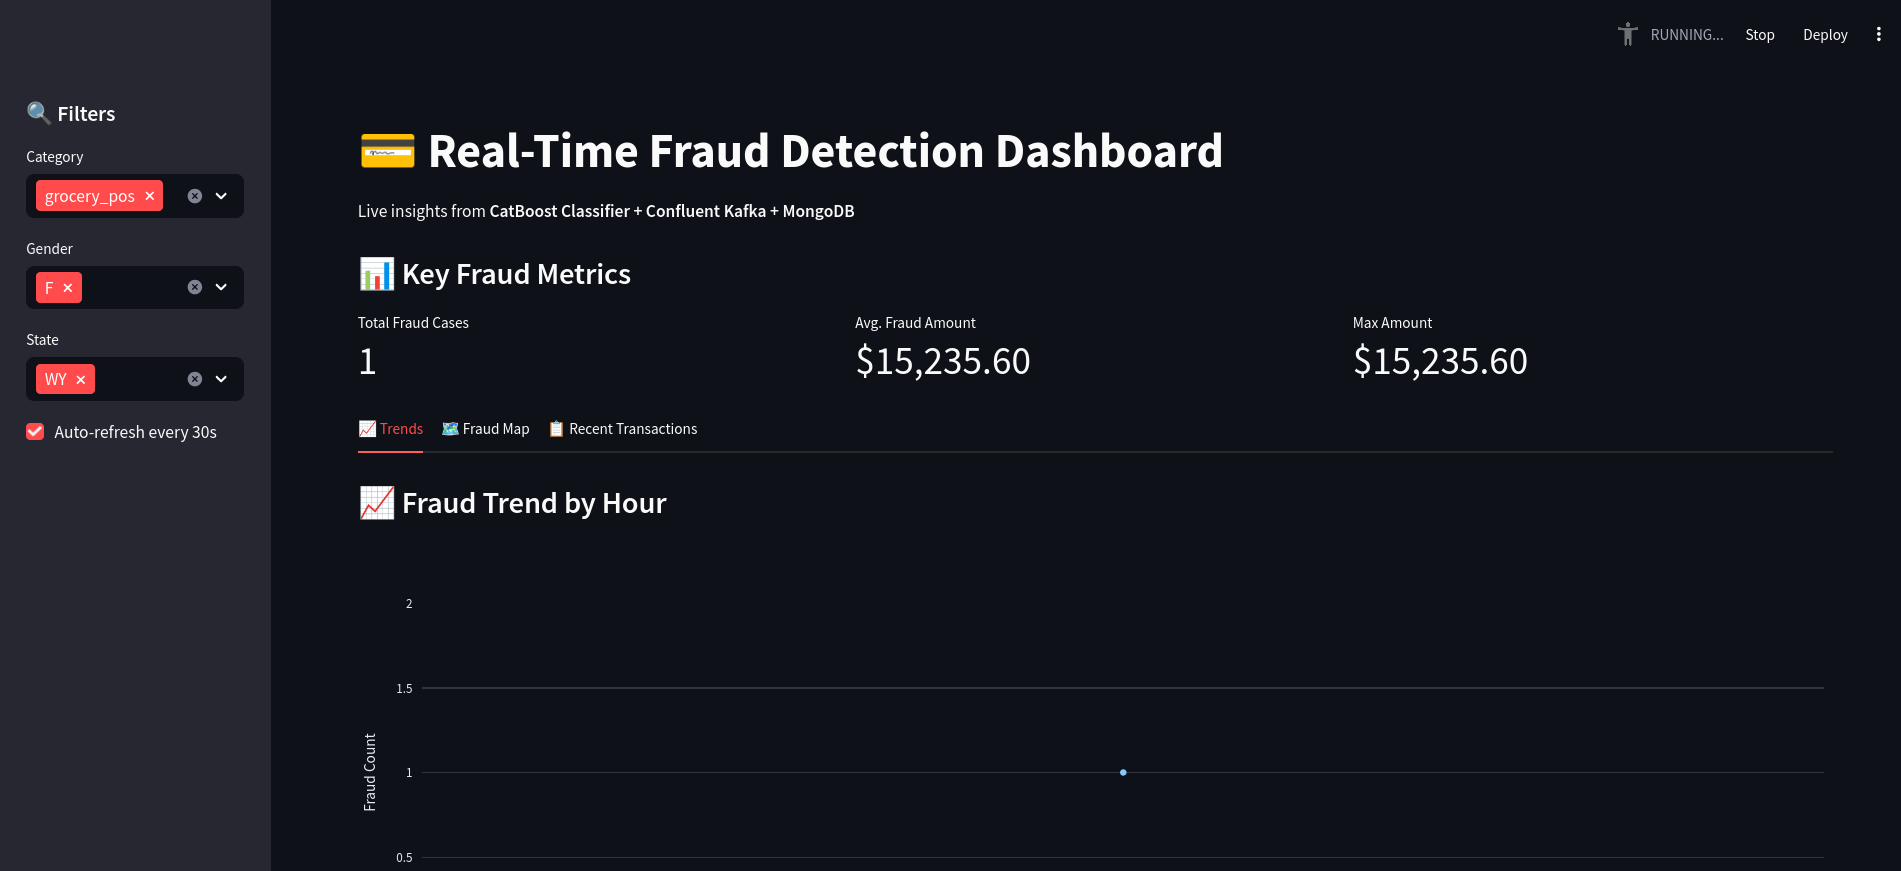 RUNNING...
Stop
Deploy
Filters
Category
grocery_pos
Gender
F
State
WY
Auto-refresh every 30s
Real-Time Fraud Detection Dashboard
Live insights from CatBoost Classifier + Confluent Kafka + MongoDB
Key Fraud Metrics
Total Fraud Cases
1
Avg. Fraud Amount
$15,235.60
Max Amount
$15,235.60
Trends
Fraud Map
Recent Transactions
Fraud Trend by Hour
2
1.5
1
0.5
Fraud Count